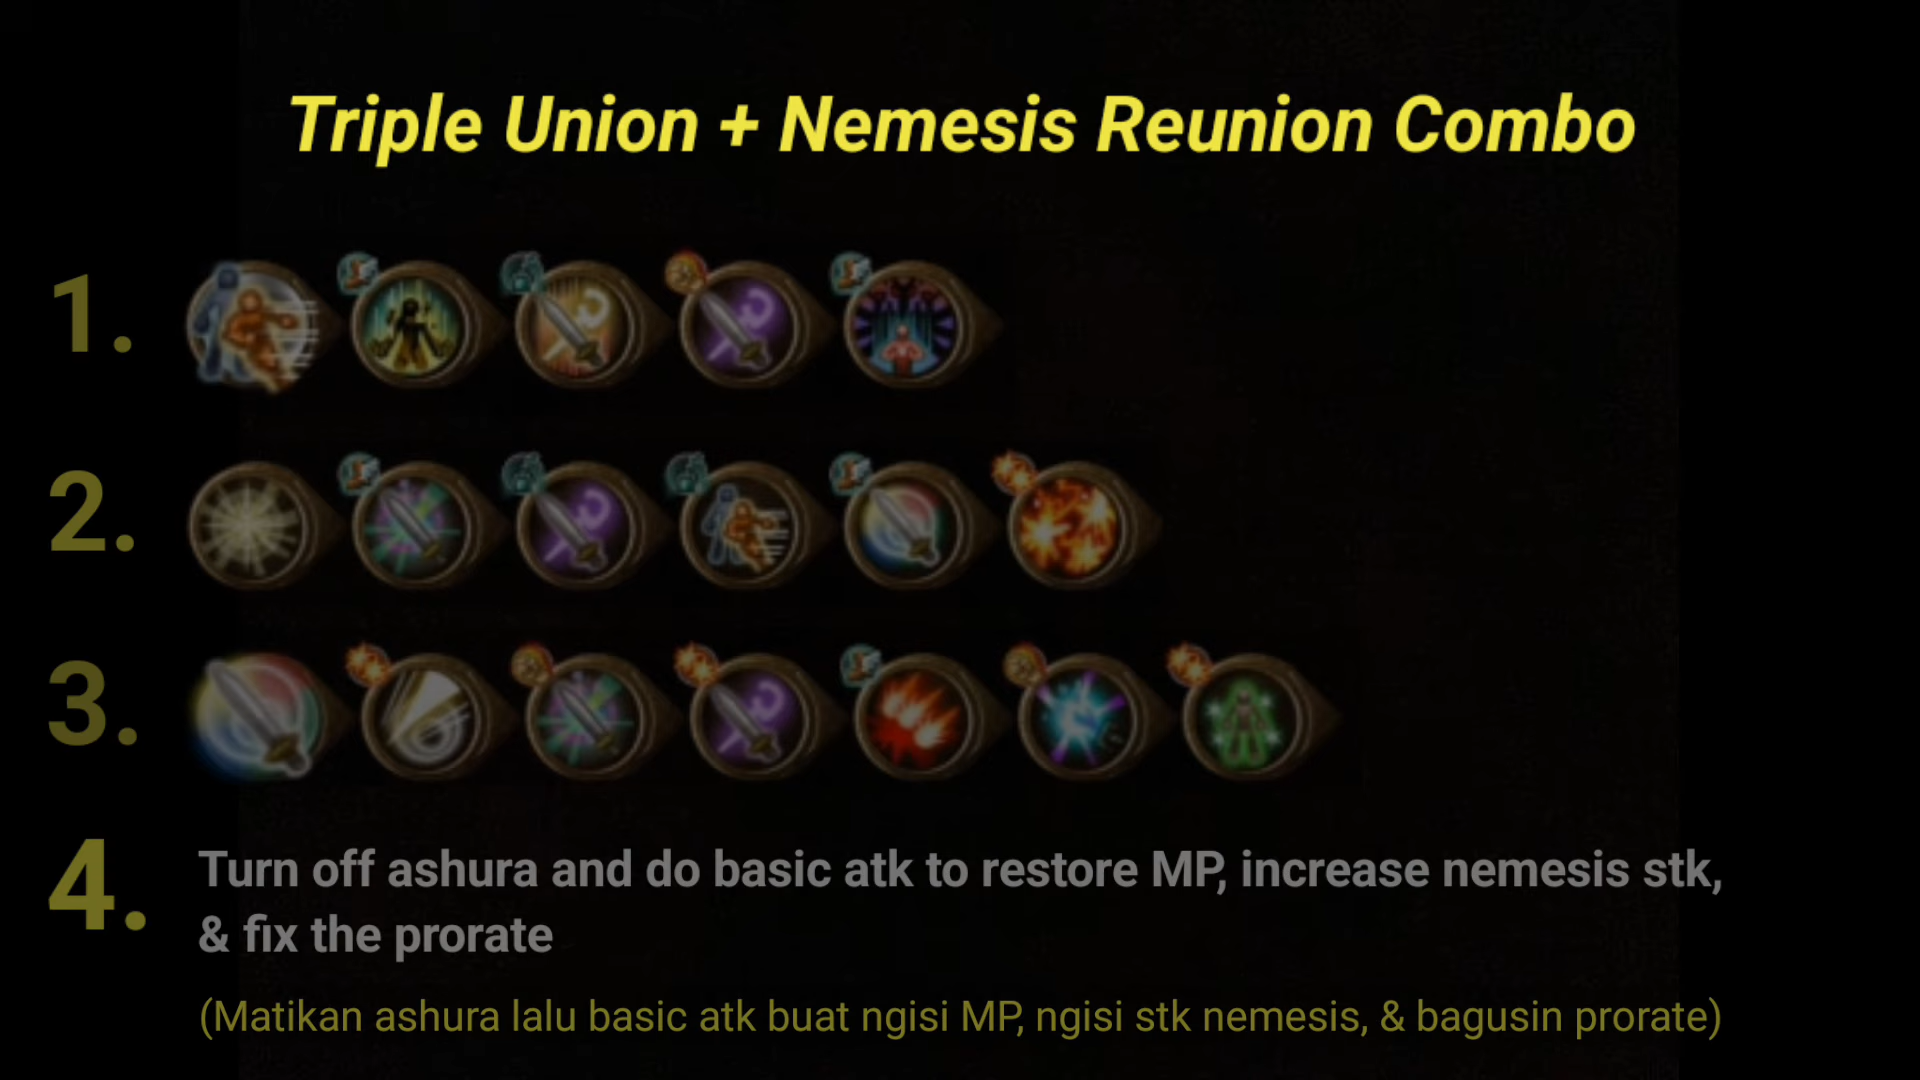 Triple Union + Nemesis Reunion Combo
1.
2.
3.
4. Turn off ashura and do basic atk to restore MP, increase nemesis stk,
& fix the prorate
(Matikan ashura lalu basic atk buat ngisi MP, ngisi stk nemesis, & bagusin prorate)